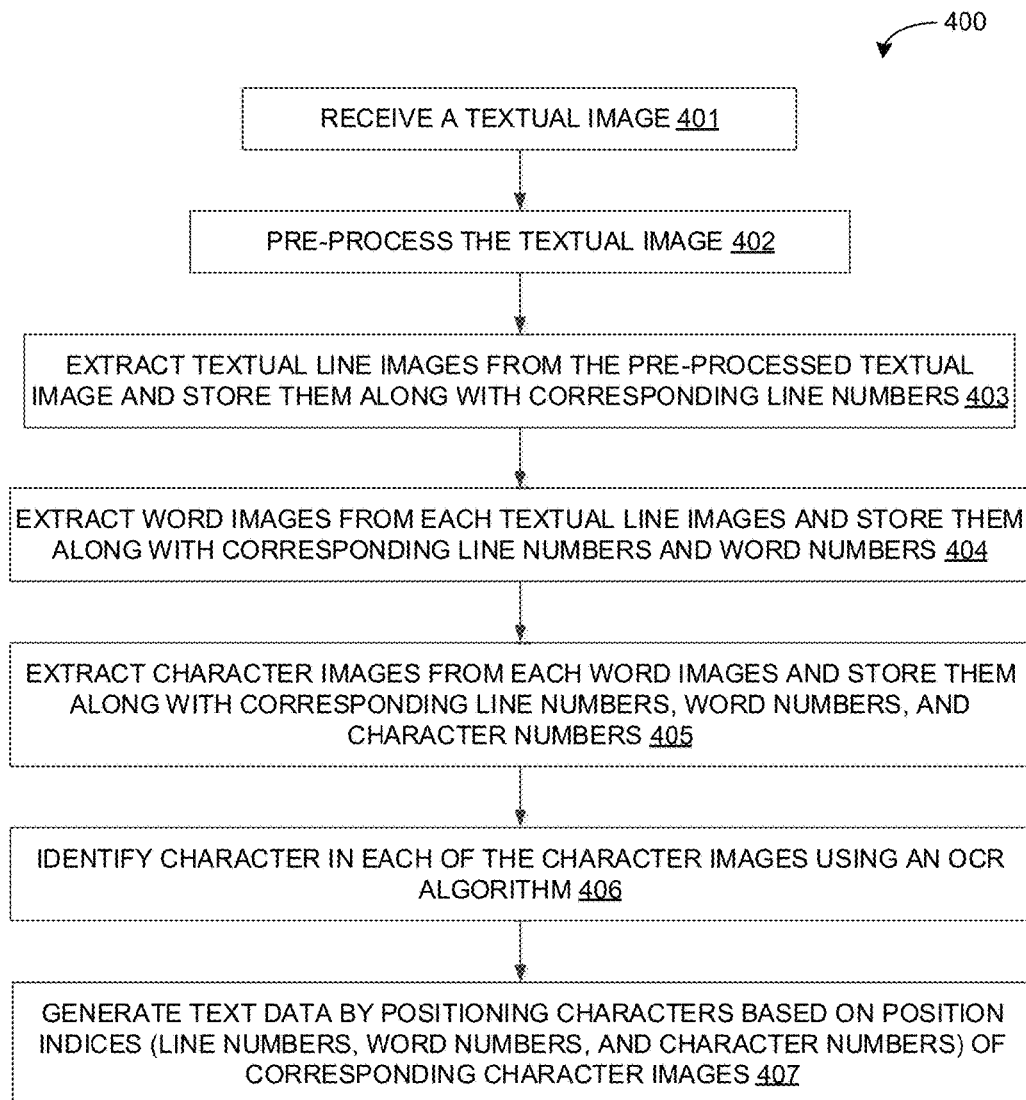 400
RECEIVE A TEXTUAL IMAGE 401
PRE-PROCESS THE TEXTUAL IMAGE 402
EXTRACT TEXTUAL LINE IMAGES FROM THE PRE-PROCESSED TEXTUAL
IMAGE AND STORE THEM ALONG WITH CORRESPONDING LINE NUMBERS 403
EXTRACT WORD IMAGES FROM EACH TEXTUAL LINE IMAGES AND STORE THEM
ALONG WITH CORRESPONDING LINE NUMBERS AND WORD NUMBERS 404
EXTRACT CHARACTER IMAGES FROM EACH WORD IMAGES AND STORE THEM
ALONG WITH CORRESPONDING LINE NUMBERS, WORD NUMBERS, AND
CHARACTER NUMBERS 405
IDENTIFY CHARACTER IN EACH OF THE CHARACTER IMAGES USING AN OCR
ALGORITHM 406
GENERATE TEXT DATA BY POSITIONING CHARACTERS BASED ON POSITION
INDICES (LINE NUMBERS, WORD NUMBERS, AND CHARACTER NUMBERS) OF
CORRESPONDING CHARACTER IMAGES 407